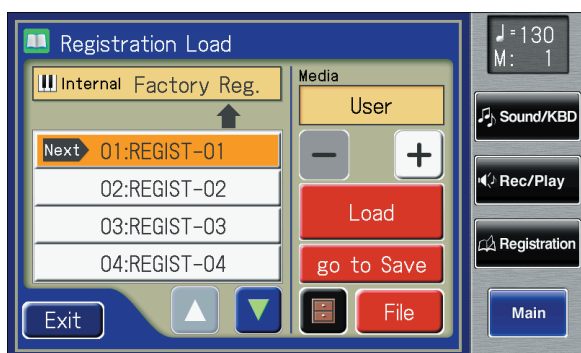 Registration Load
Internal Factory Reg.
Next 01:REGIST-01
02:REGIST-02
03:REGIST-03
04:REGIST-04
Exit
Media
User
− +
Load
go to Save
File
♩=130
M: 1
Sound/KBD
Rec/Play
Registration
Main